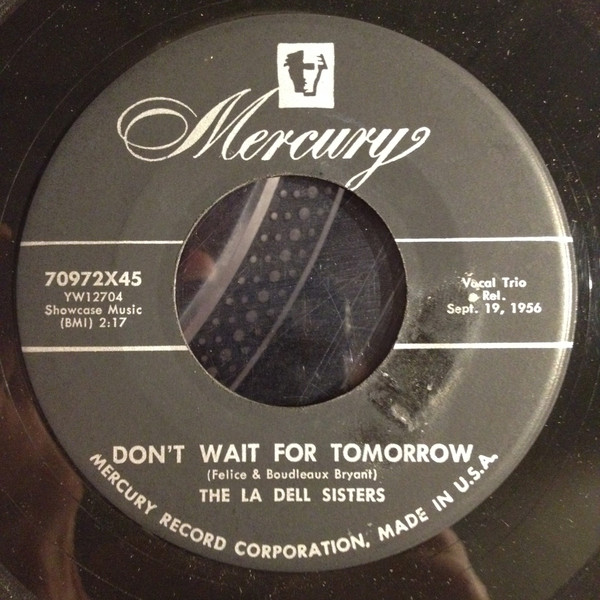 Mercury
70972X45
YW12704
Showcase Music
(BMI) 2:17
Vocal Trio
Rel.
Sept. 19, 1956
DON'T WAIT FOR TOMORROW
(Felice & Boudleaux Bryant)
THE LA DELL SISTERS
MERCURY RECORD CORPORATION, MADE IN U.S.A.